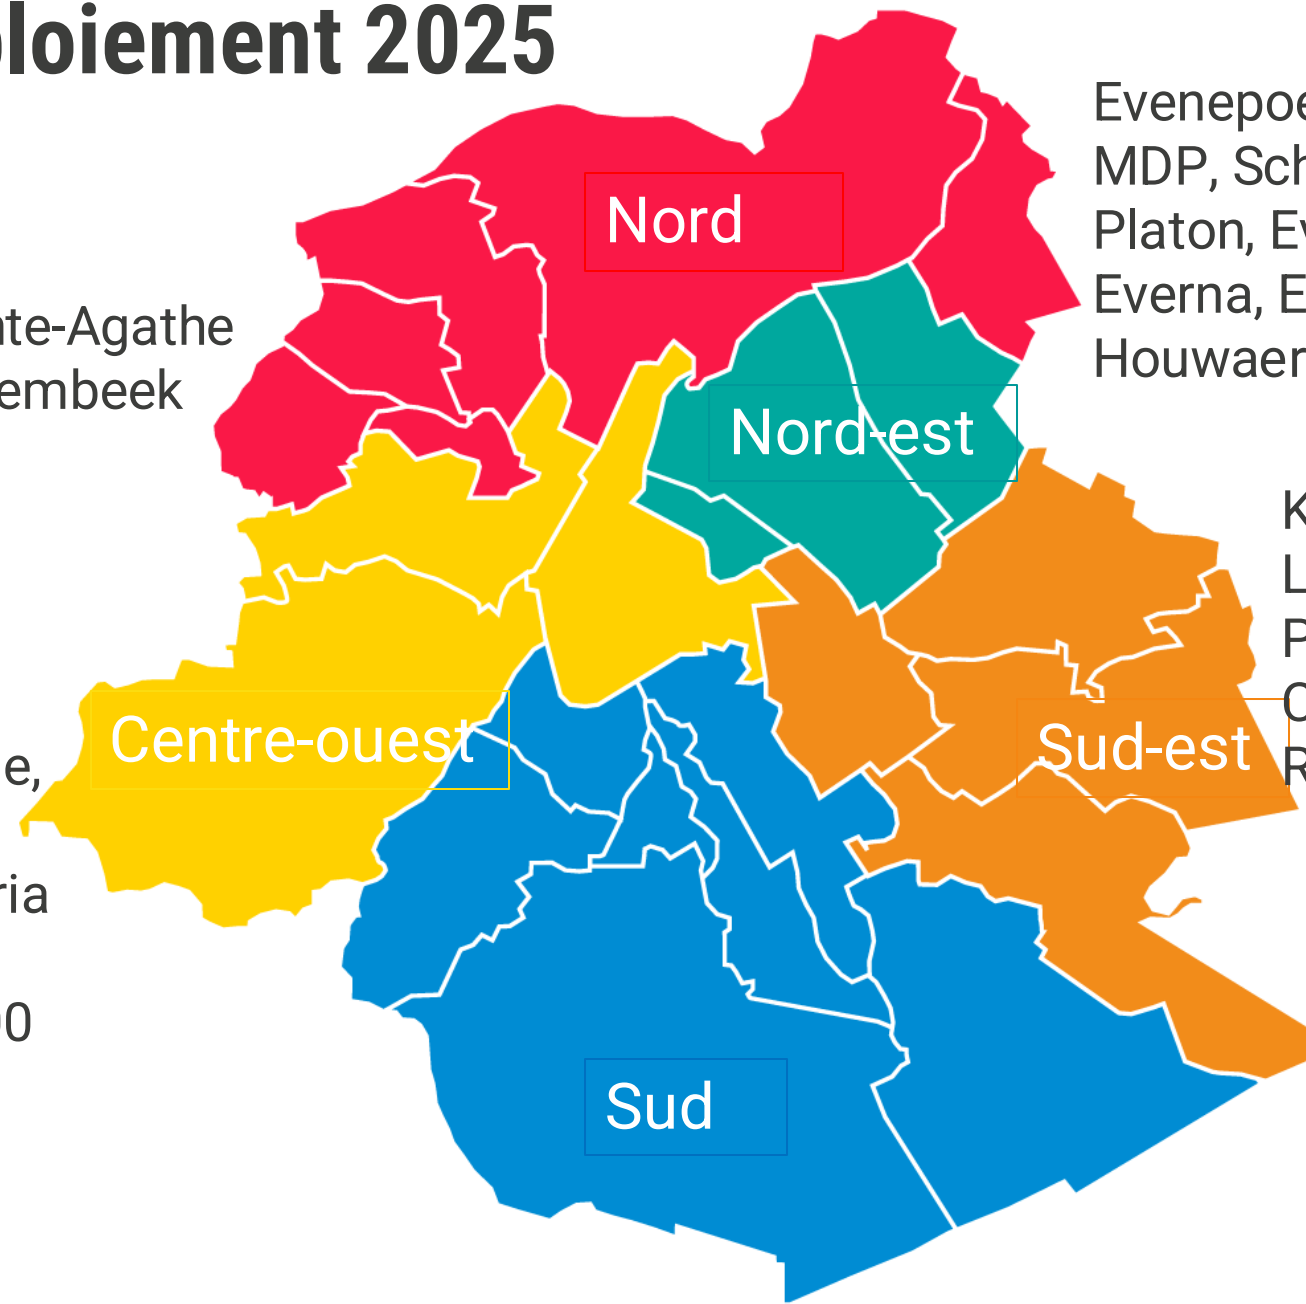 ploiement 2025
Evenepoe
MDP, Sch
Platon, Ev
Everna, E
Houwaer
Nord
nte-Agathe
embeek
Nord-est
K
L
P
C
R
Centre-ouest
Sud-est
e,
ria
00
Sud